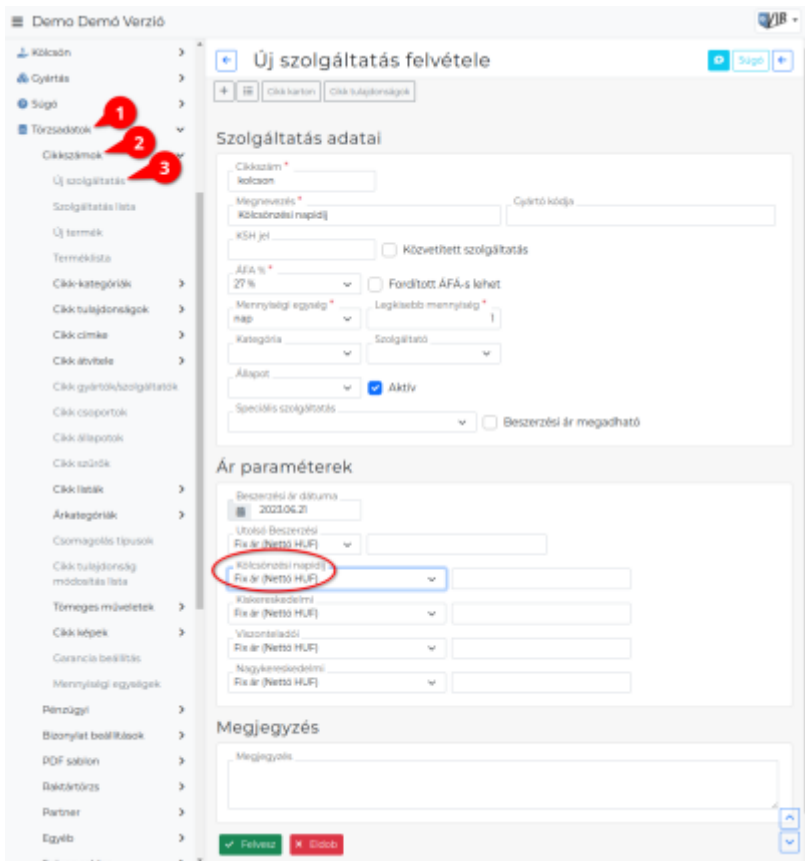 Demo Demó Verzió
VJB
Kölcsön
Gyártás
Súgó
Törzsadatok
1
Cikkszámok
2
Új szolgáltatás
3
Szolgáltatás lista
Új termék
Terméklista
Cikk-kategóriák
Cikk tulajdonságok
Cikk címke
Cikk átvitele
Cikk gyártók/szolgáltatók
Cikk csoportok
Cikk állapotok
Cikk szűrők
Cikk listák
Árkategóriák
Csomagolás típusok
Cikk tulajdonság
módosítás lista
Tömeges műveletek
Cikk képek
Garancia beállítás
Mennyiségi egységek
Pénzügyi
Bizonylat beállítások
PDF sablon
Raktártörzs
Partner
Egyéb
Új szolgáltatás felvétele
Súgó
Cikk karton
Cikk tulajdonságok
Szolgáltatás adatai
Cikkszám *
kolcson
Megnevezés *
Kölcsönzési napidíj
Gyártó kódja
KSH jel
Közvetített szolgáltatás
ÁFA % *
27 %
Fordított ÁFÁ-s lehet
Mennyiségi egység *
nap
Legkisebb mennyiség *
1
Kategória
Szolgáltató
Állapot
Aktív
Speciális szolgáltatás
Beszerzési ár megadható
Ár paraméterek
Beszerzési ár dátuma
2023.06.21
Utolsó Beszerzési
Fix ár (Nettó HUF)
Kölcsönzési napidíj
Fix ár (Nettó HUF)
Kiskereskedelmi
Fix ár (Nettó HUF)
Viszonteladói
Fix ár (Nettó HUF)
Nagykereskedelmi
Fix ár (Nettó HUF)
Megjegyzés
Megjegyzés
Felvesz
Eldob